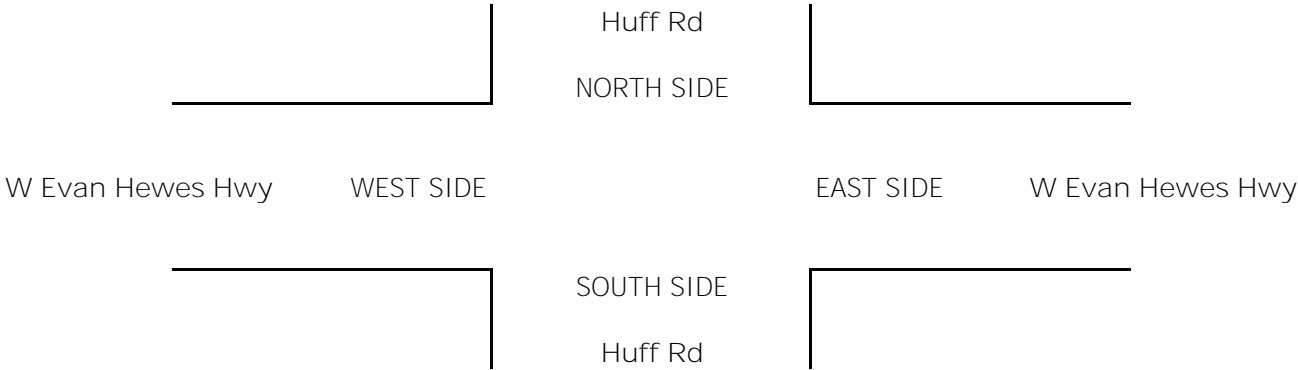 Huff Rd
NORTH SIDE
W Evan Hewes Hwy WEST SIDE EAST SIDE W Evan Hewes Hwy
SOUTH SIDE
Huff Rd